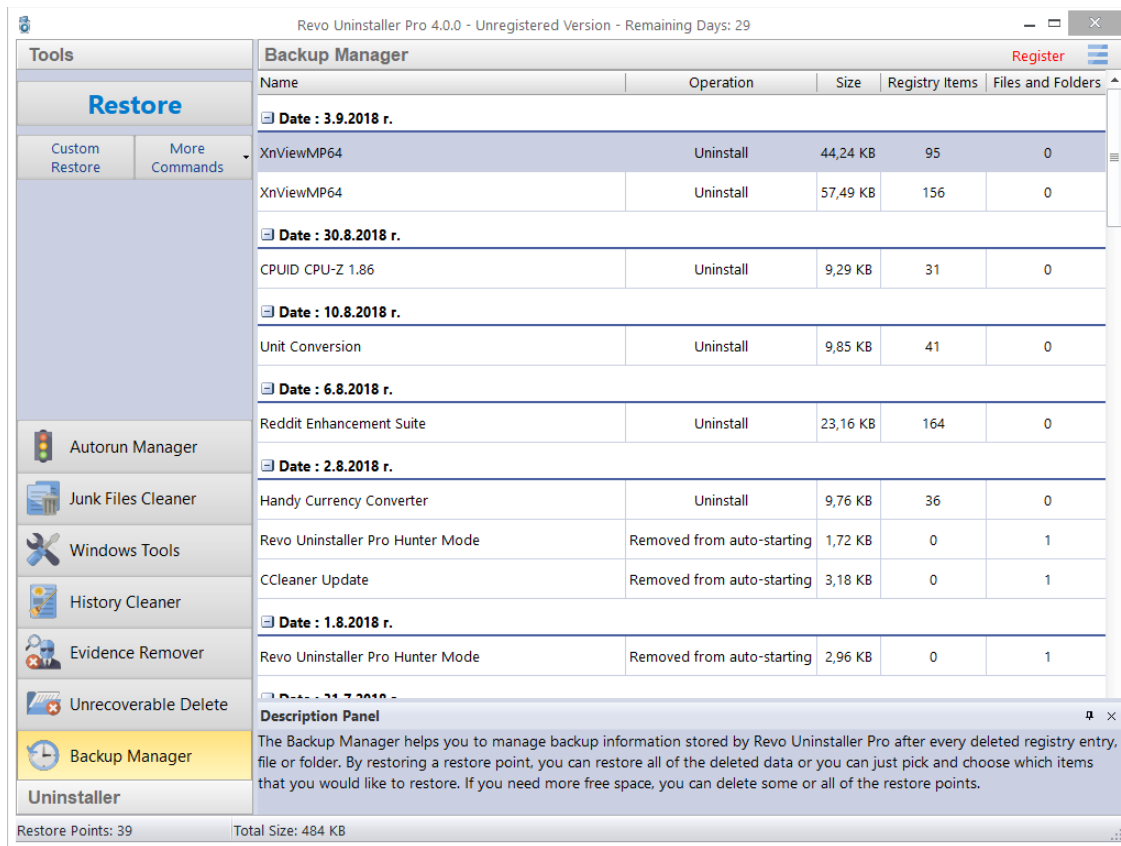 Revo Uninstaller Pro 4.0.0 - Unregistered Version - Remaining Days: 29
Tools
Restore
Custom Restore
More Commands
Autorun Manager
Junk Files Cleaner
Windows Tools
History Cleaner
Evidence Remover
Unrecoverable Delete
Backup Manager
Uninstaller
Backup Manager Register
Name Operation Size Registry Items Files and Folders
Date : 3.9.2018 г.
XnViewMP64 Uninstall 44,24 KB 95 0
XnViewMP64 Uninstall 57,49 KB 156 0
Date : 30.8.2018 г.
CPUID CPU-Z 1.86 Uninstall 9,29 KB 31 0
Date : 10.8.2018 г.
Unit Conversion Uninstall 9,85 KB 41 0
Date : 6.8.2018 г.
Reddit Enhancement Suite Uninstall 23,16 KB 164 0
Date : 2.8.2018 г.
Handy Currency Converter Uninstall 9,76 KB 36 0
Revo Uninstaller Pro Hunter Mode Removed from auto-starting 1,72 KB 0 1
CCleaner Update Removed from auto-starting 3,18 KB 0 1
Date : 1.8.2018 г.
Revo Uninstaller Pro Hunter Mode Removed from auto-starting 2,96 KB 0 1
Date : 31.7.2018 г.
Description Panel
The Backup Manager helps you to manage backup information stored by Revo Uninstaller Pro after every deleted registry entry,
file or folder. By restoring a restore point, you can restore all of the deleted data or you can just pick and choose which items
that you would like to restore. If you need more free space, you can delete some or all of the restore points.
Restore Points: 39 Total Size: 484 KB